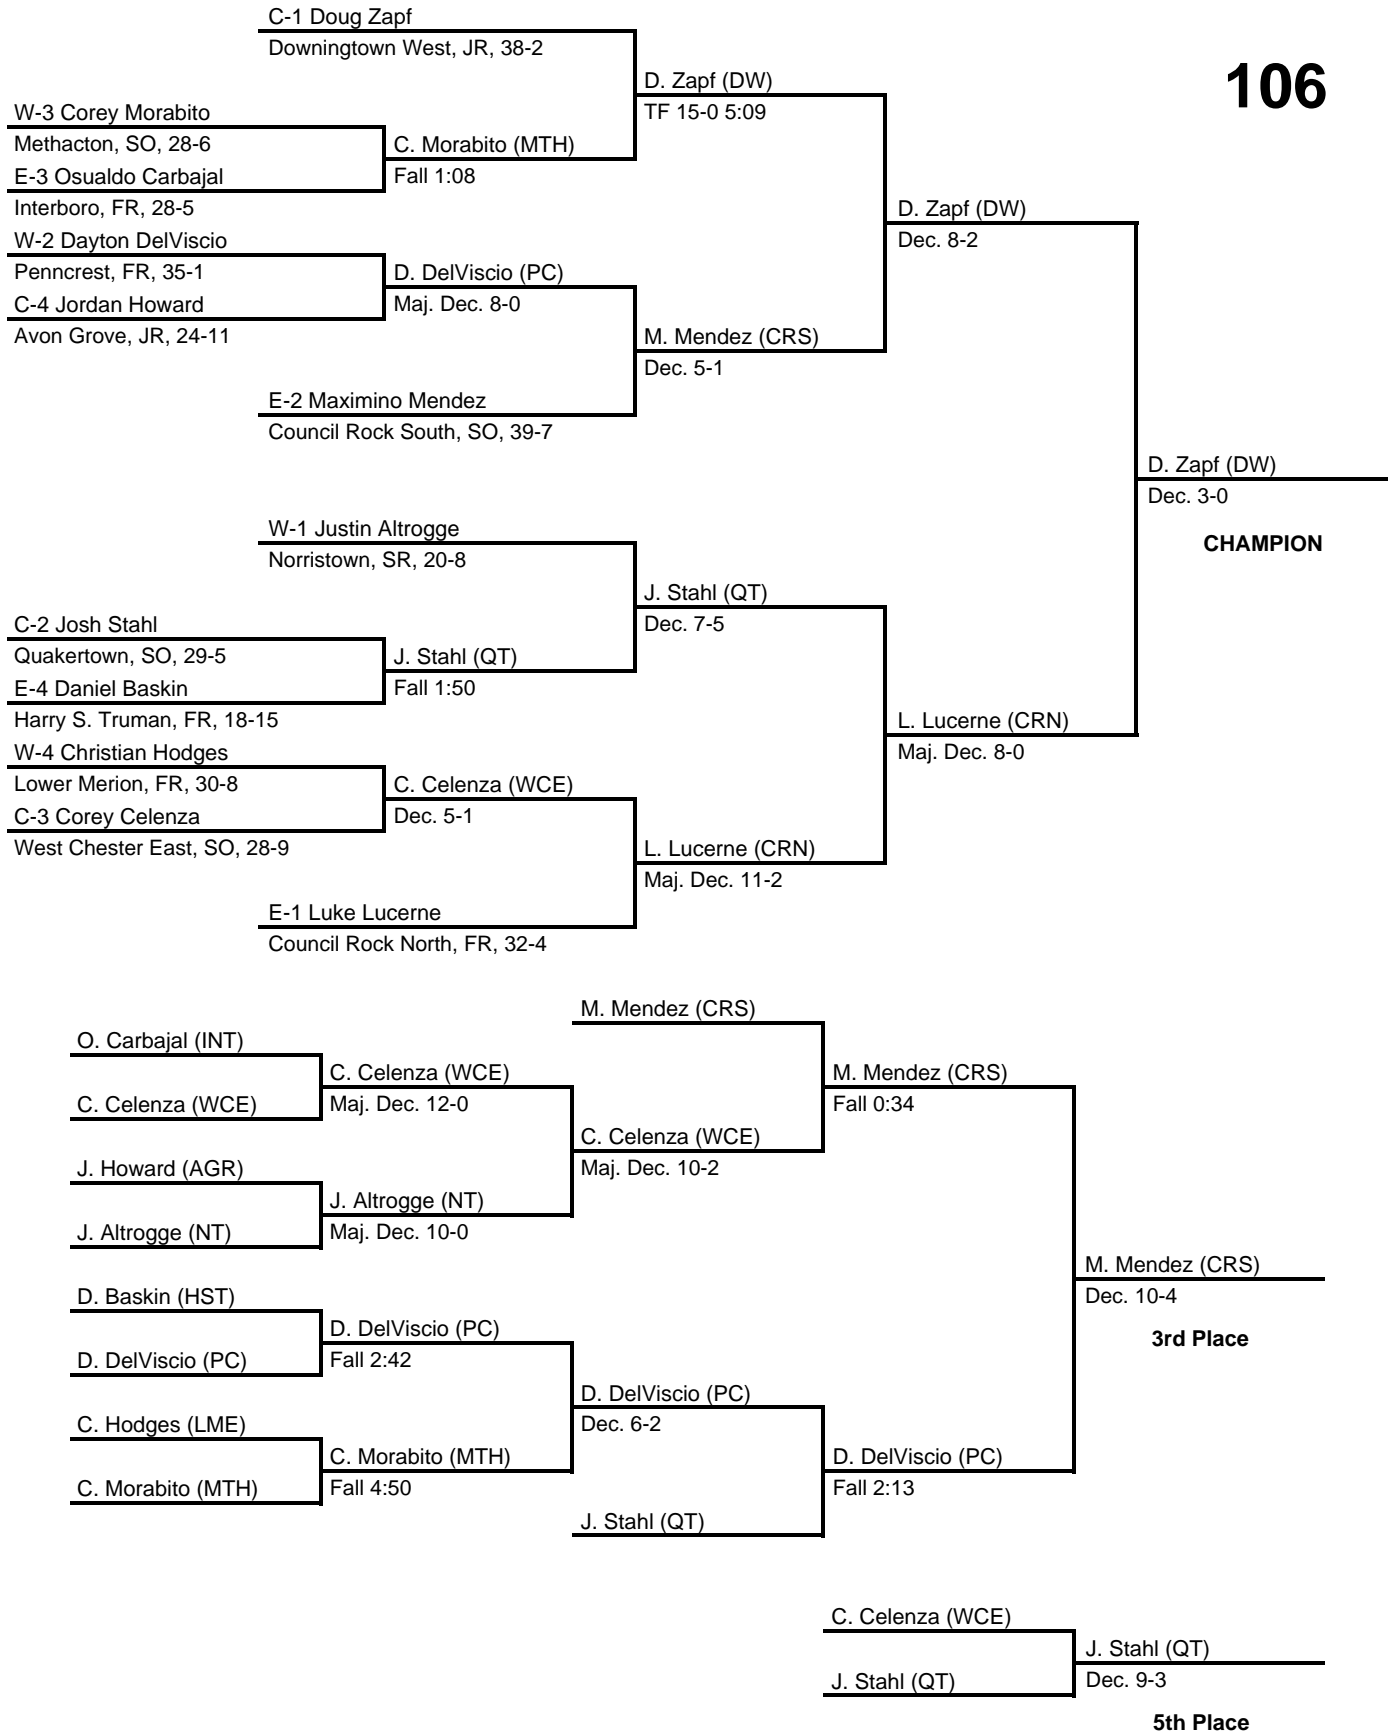 C-1 Doug Zapf
Downingtown West, JR, 38-2
106
D. Zapf (DW)
TF 15-0 5:09
W-3 Corey Morabito
Methacton, SO, 28-6
C. Morabito (MTH)
Fall 1:08
E-3 Osualdo Carbajal
Interboro, FR, 28-5
D. Zapf (DW)
Dec. 8-2
W-2 Dayton DelViscio
Penncrest, FR, 35-1
D. DelViscio (PC)
Maj. Dec. 8-0
C-4 Jordan Howard
Avon Grove, JR, 24-11
M. Mendez (CRS)
Dec. 5-1
E-2 Maximino Mendez
Council Rock South, SO, 39-7
D. Zapf (DW)
Dec. 3-0
CHAMPION
W-1 Justin Altrogge
Norristown, SR, 20-8
J. Stahl (QT)
Dec. 7-5
C-2 Josh Stahl
Quakertown, SO, 29-5
J. Stahl (QT)
Fall 1:50
E-4 Daniel Baskin
Harry S. Truman, FR, 18-15
L. Lucerne (CRN)
Maj. Dec. 8-0
W-4 Christian Hodges
Lower Merion, FR, 30-8
C. Celenza (WCE)
Dec. 5-1
C-3 Corey Celenza
West Chester East, SO, 28-9
L. Lucerne (CRN)
Maj. Dec. 11-2
E-1 Luke Lucerne
Council Rock North, FR, 32-4
M. Mendez (CRS)
O. Carbajal (INT)
C. Celenza (WCE)
Maj. Dec. 12-0
C. Celenza (WCE)
M. Mendez (CRS)
Fall 0:34
C. Celenza (WCE)
Maj. Dec. 10-2
J. Howard (AGR)
J. Altrogge (NT)
Maj. Dec. 10-0
J. Altrogge (NT)
M. Mendez (CRS)
Dec. 10-4
3rd Place
D. Baskin (HST)
D. DelViscio (PC)
Fall 2:42
D. DelViscio (PC)
D. DelViscio (PC)
Dec. 6-2
C. Hodges (LME)
C. Morabito (MTH)
Fall 4:50
C. Morabito (MTH)
D. DelViscio (PC)
Fall 2:13
J. Stahl (QT)
C. Celenza (WCE)
J. Stahl (QT)
Dec. 9-3
J. Stahl (QT)
5th Place